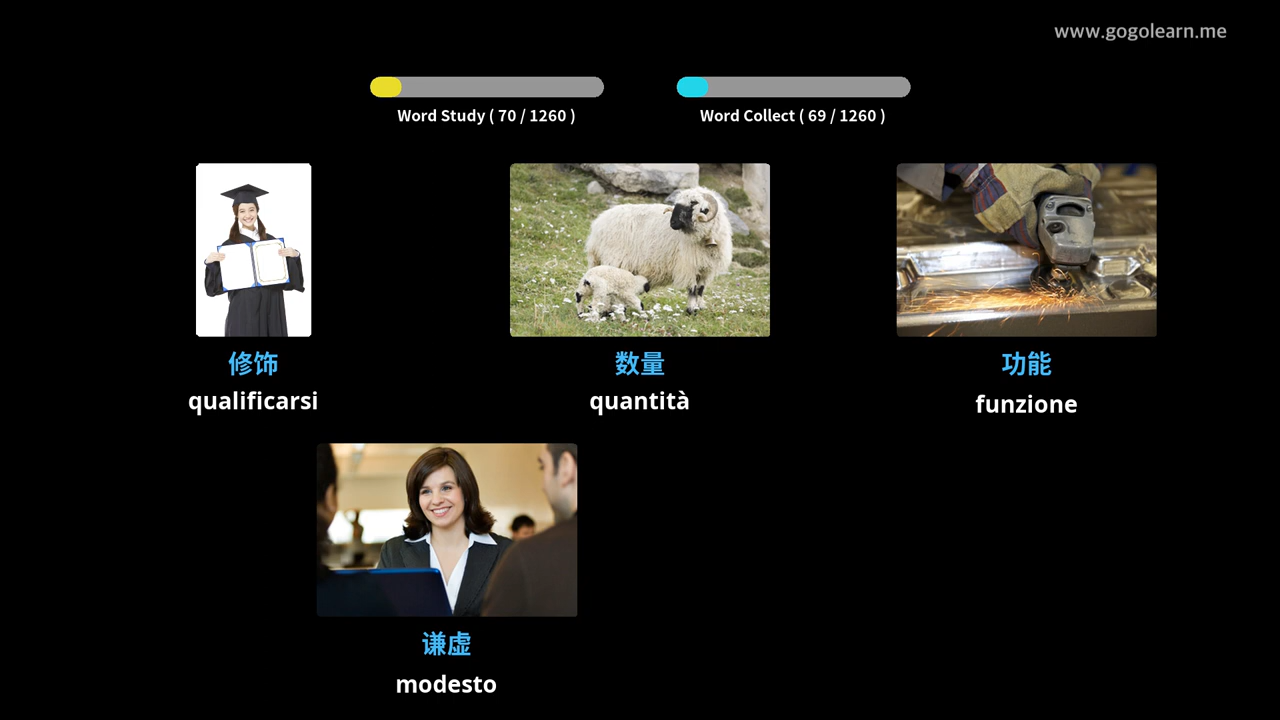 www.gogolearn.me
Word Study ( 70 / 1260 )
Word Collect ( 69 / 1260 )
修饰
qualificarsi
数量
quantità
功能
funzione
谦虚
modesto